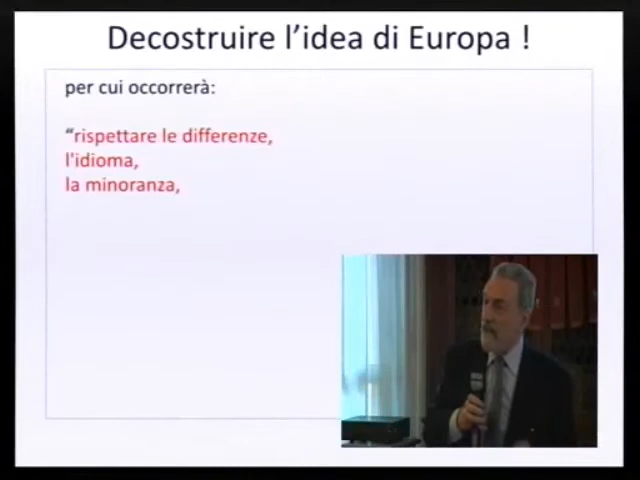 Decostruire l'idea di Europa !
per cui occorrerà:
“rispettare le differenze,
l'idioma,
la minoranza,